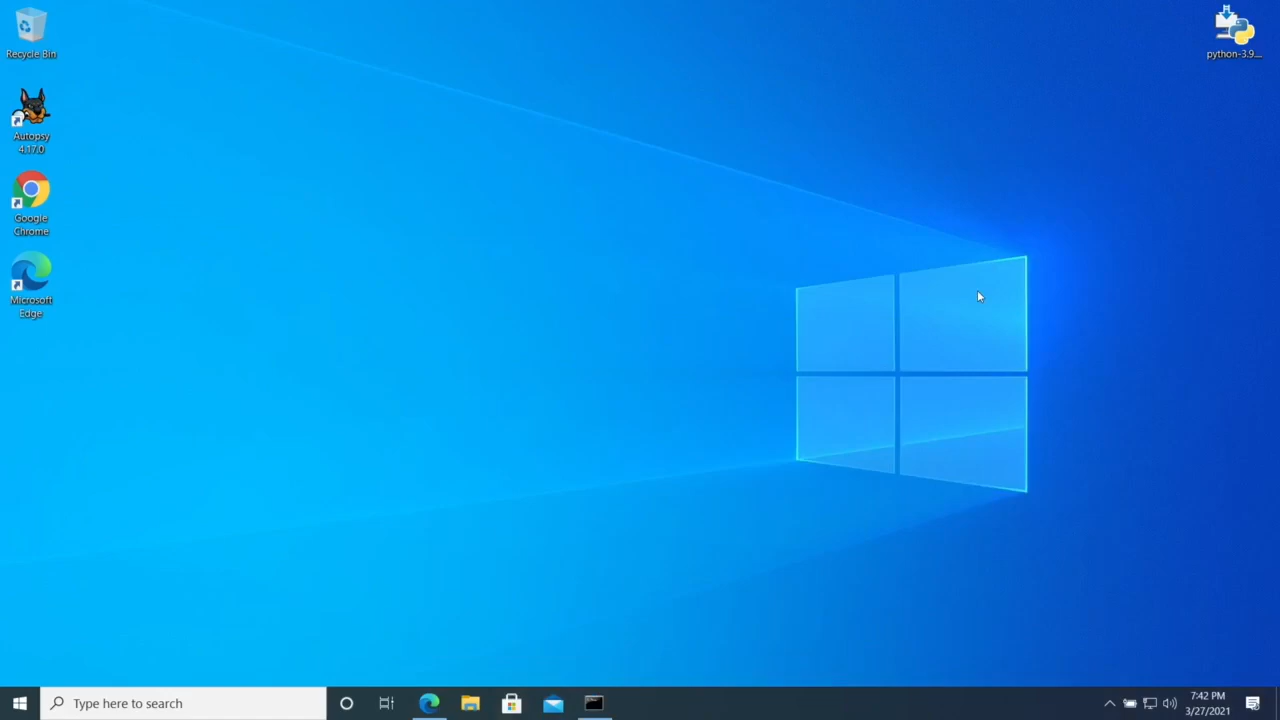 Recycle Bin
Autopsy
4.17.0
Google
Chrome
Microsoft
Edge
python-3.9....
Type here to search
7:42 PM
3/27/2021